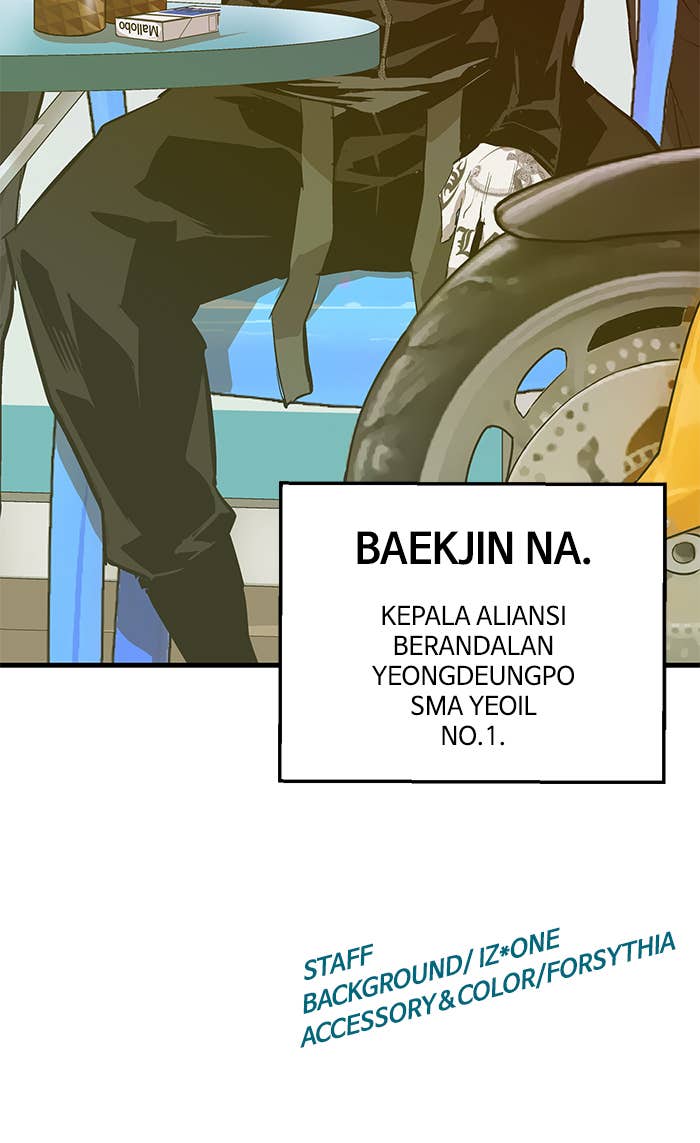 Mallobo
BAEKJIN NA.
KEPALA ALIANSI
BERANDALAN
YEONGDEUNGPO
SMA YEOIL
NO.1.
STAFF
BACKGROUND/ IZ*ONE
ACCESSORY&COLOR/FORSYTHIA